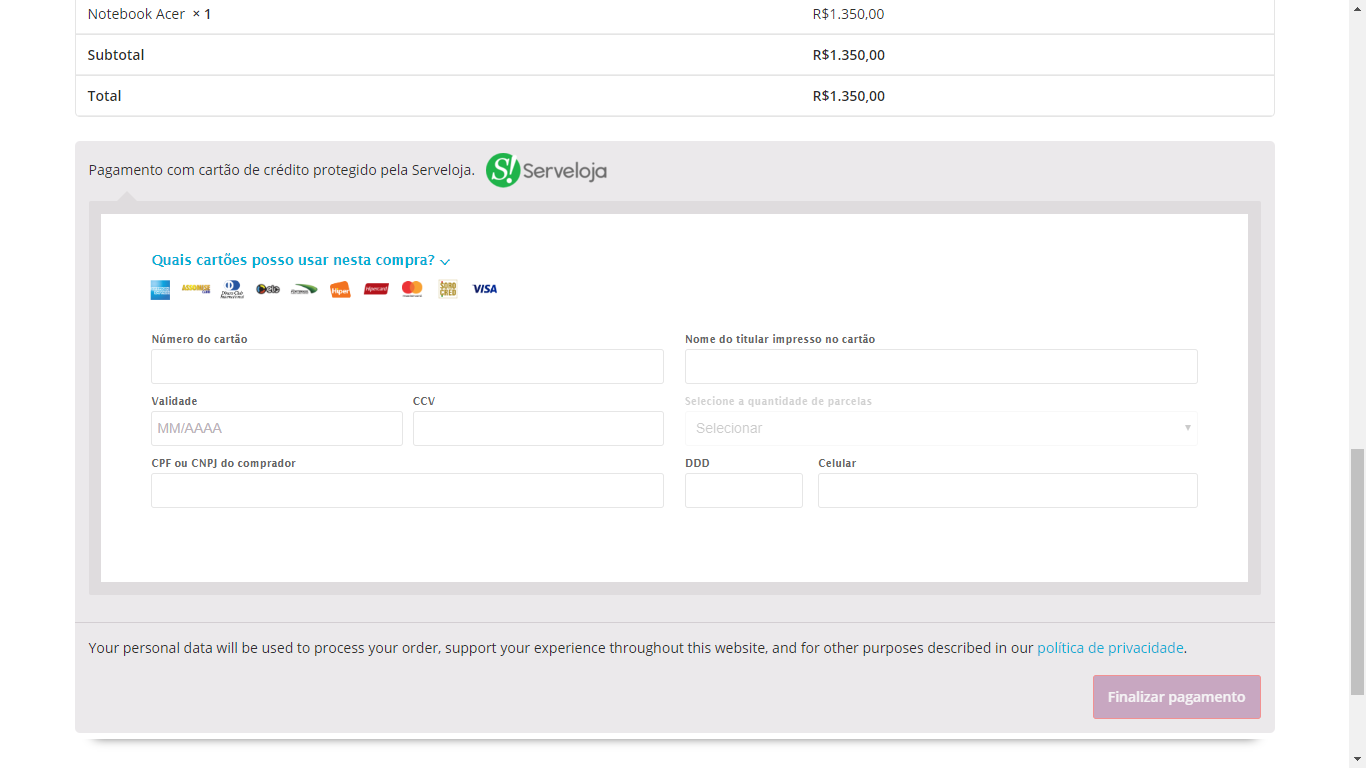 Notebook Acer × 1 R$1.350,00
Subtotal R$1.350,00
Total R$1.350,00
Pagamento com cartão de crédito protegido pela Serveloja. S! Serveloja
Quais cartões posso usar nesta compra?
Hiper Hipercard SORO CRED VISA
Número do cartão Nome do titular impresso no cartão
Validade CCV Selecione a quantidade de parcelas
MM/AAAA Selecionar
CPF ou CNPJ do comprador DDD Celular
Your personal data will be used to process your order, support your experience throughout this website, and for other purposes described in our política de privacidade.
Finalizar pagamento